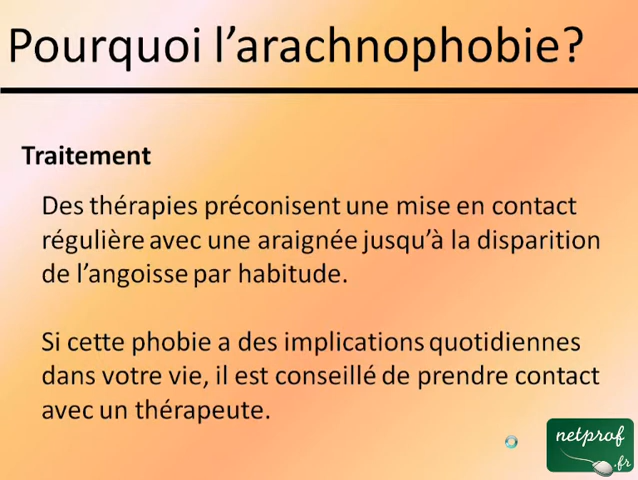 Pourquoi l'arachnophobie?
Traitement
Des thérapies préconisent une mise en contact
régulière avec une araignée jusqu'à la disparition
de l'angoisse par habitude.
Si cette phobie a des implications quotidiennes
dans votre vie, il est conseillé de prendre contact
avec un thérapeute.
netprof
.fr